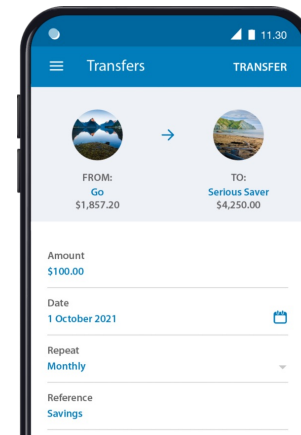 11.30
Transfers TRANSFER
FROM: TO:
Go Serious Saver
$1,857.20 $4,250.00
Amount
$100.00
Date
1 October 2021
Repeat
Monthly
Reference
Savings